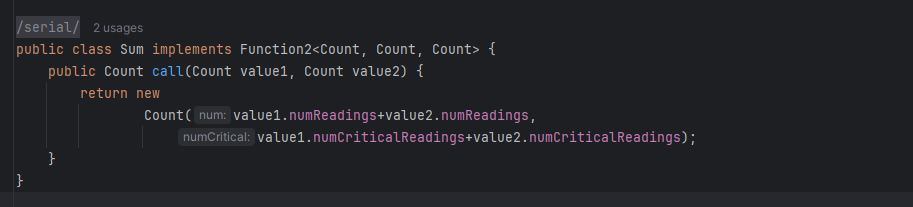 /serial/ 2 usages
public class Sum implements Function2<Count, Count, Count> {
    public Count call(Count value1, Count value2) {
        return new
                Count( num: value1.numReadings+value2.numReadings,
                    numCritical: value1.numCriticalReadings+value2.numCriticalReadings);
    }
}